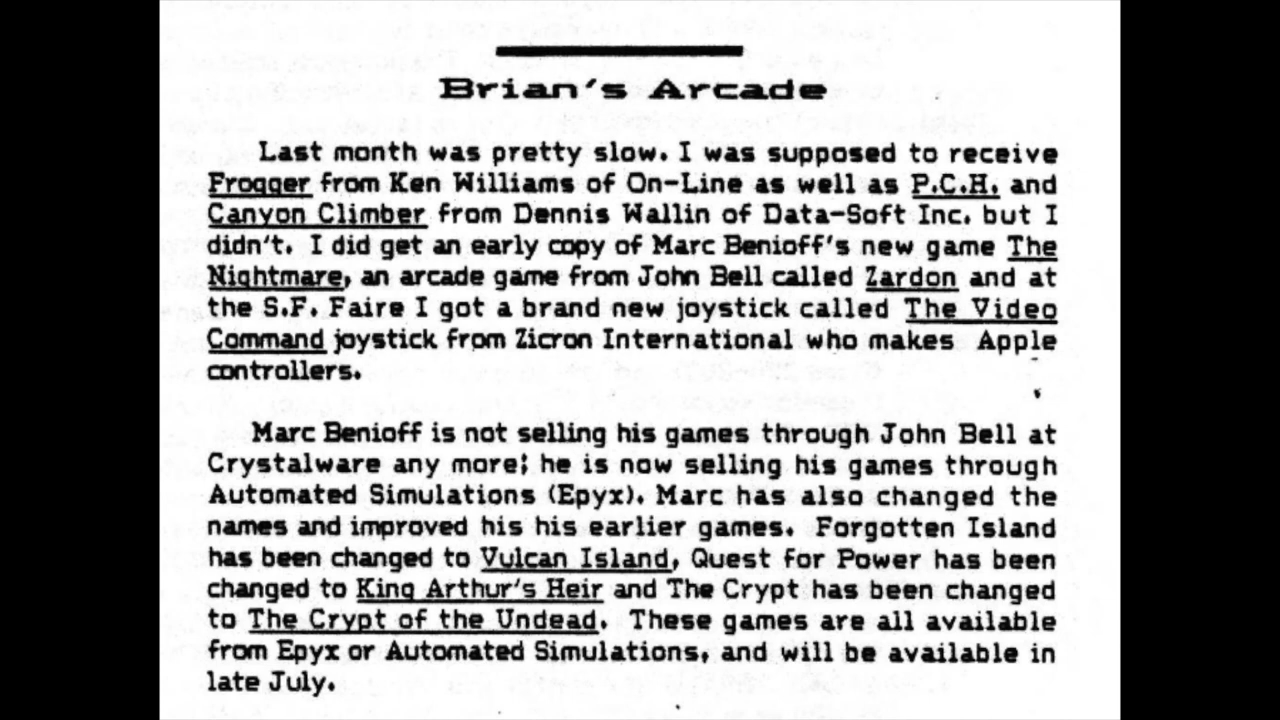 Brian's Arcade
Last month was pretty slow. I was supposed to receive
Frogger from Ken Williams of On-Line as well as P.C.H. and
Canyon Climber from Dennis Wallin of Data-Soft Inc. but I
didn't. I did get an early copy of Marc Benioff's new game The
Nightmare, an arcade game from John Bell called Zardon and at
the S.F. Faire I got a brand new joystick called The Video
Command joystick from Zicron International who makes Apple
controllers.
Marc Benioff is not selling his games through John Bell at
Crystalware any more; he is now selling his games through
Automated Simulations (Epyx). Marc has also changed the
names and improved his his earlier games. Forgotten Island
has been changed to Vulcan Island, Quest for Power has been
changed to King Arthur's Heir and The Crypt has been changed
to The Crypt of the Undead. These games are all available
from Epyx or Automated Simulations, and will be available in
late July.